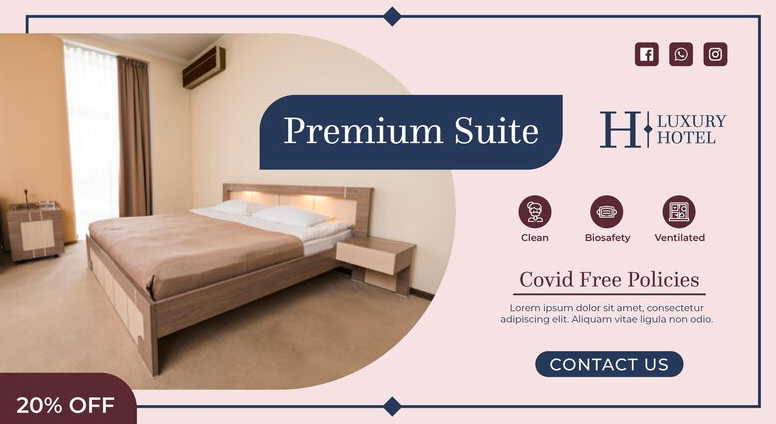 Premium Suite
H
LUXURY
HOTEL
Clean
Biosafety
Ventilated
Covid Free Policies
Lorem ipsum dolor sit amet, consectetur
adipiscing elit. Aliquam vitae ligula non odio.
CONTACT US
20% OFF